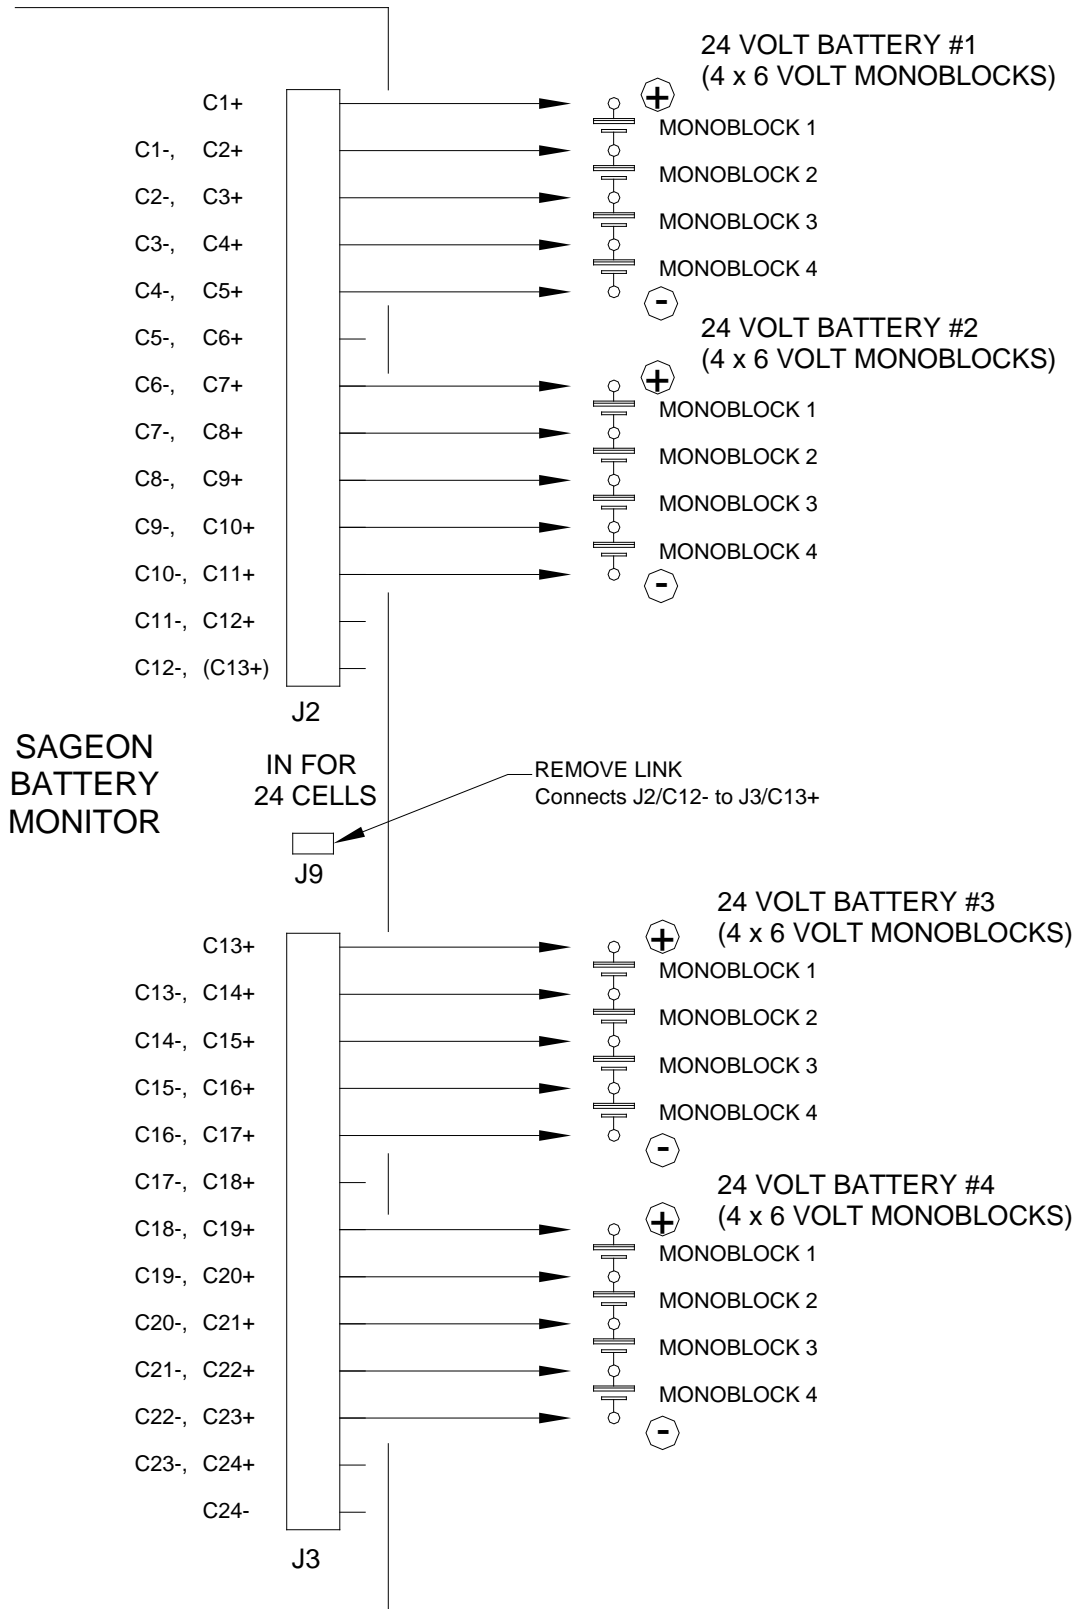 24 VOLT BATTERY #1
(4 x 6 VOLT MONOBLOCKS)
C1+
+
MONOBLOCK 1
C1-, C2+
MONOBLOCK 2
C2-, C3+
MONOBLOCK 3
C3-, C4+
MONOBLOCK 4
C4-, C5+
-
24 VOLT BATTERY #2
(4 x 6 VOLT MONOBLOCKS)
C5-, C6+
+
C6-, C7+
MONOBLOCK 1
C7-, C8+
MONOBLOCK 2
C8-, C9+
MONOBLOCK 3
C9-, C10+
MONOBLOCK 4
C10-, C11+
-
C11-, C12+
C12-, (C13+)
J2
SAGEON
BATTERY
MONITOR
IN FOR
24 CELLS
REMOVE LINK
Connects J2/C12- to J3/C13+
J9
24 VOLT BATTERY #3
(4 x 6 VOLT MONOBLOCKS)
C13+
+
MONOBLOCK 1
C13-, C14+
MONOBLOCK 2
C14-, C15+
MONOBLOCK 3
C15-, C16+
MONOBLOCK 4
C16-, C17+
-
24 VOLT BATTERY #4
(4 x 6 VOLT MONOBLOCKS)
C17-, C18+
+
C18-, C19+
MONOBLOCK 1
C19-, C20+
MONOBLOCK 2
C20-, C21+
MONOBLOCK 3
C21-, C22+
MONOBLOCK 4
C22-, C23+
-
C23-, C24+
C24-
J3